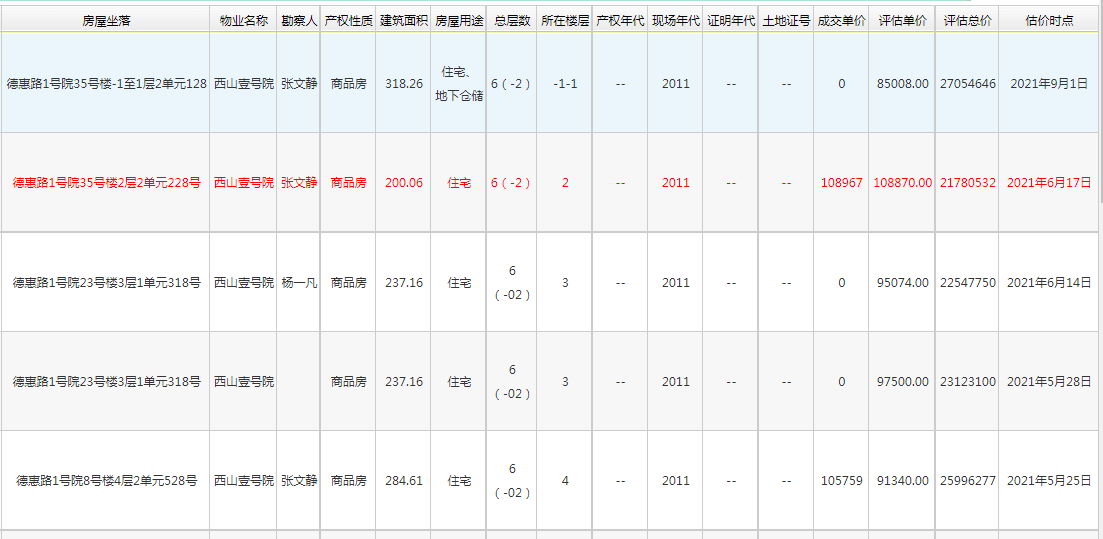 房屋坐落 物业名称 勘察人 产权性质 建筑面积 房屋用途 总层数 所在楼层 产权年代 现场年代 证明年代 土地证号 成交单价 评估单价 评估总价 估价时点
德惠路1号院35号楼-1至1层2单元128 西山壹号院 张文静 商品房 318.26 住宅、 6（-2） -1-1 -- 2011 -- -- 0 85008.00 27054646 2021年9月1日
地下仓储
德惠路1号院35号楼2层2单元228号 西山壹号院 张文静 商品房 200.06 住宅 6（-2） 2 -- 2011 -- -- 108967 108870.00 21780532 2021年6月17日
德惠路1号院23号楼3层1单元318号 西山壹号院 杨一凡 商品房 237.16 住宅 6 3 -- 2011 -- -- 0 95074.00 22547750 2021年6月14日
（-02）
德惠路1号院23号楼3层1单元318号 西山壹号院 商品房 237.16 住宅 6 3 -- 2011 -- -- 0 97500.00 23123100 2021年5月28日
（-02）
德惠路1号院8号楼4层2单元528号 西山壹号院 张文静 商品房 284.61 住宅 6 4 -- 2011 -- -- 105759 91340.00 25996277 2021年5月25日
（-02）